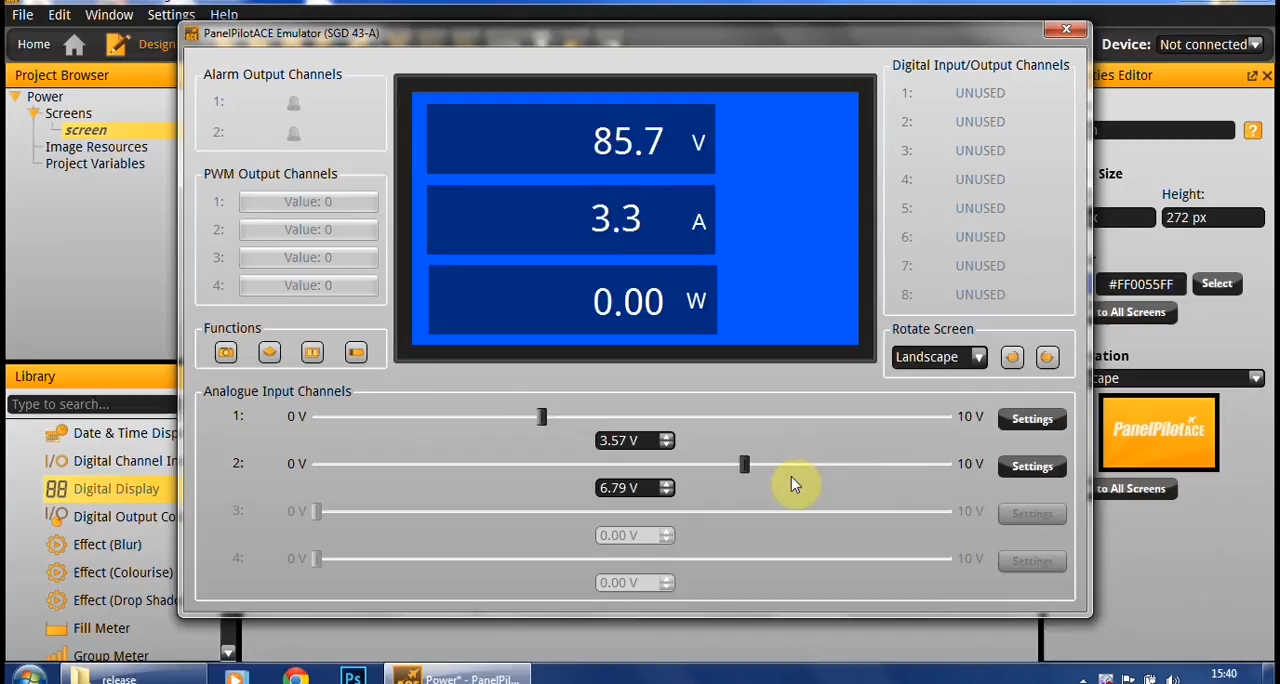 File Edit Window Settings Help
PanelPilotACE Emulator (SGD 43-A)
Home Design Device: Not connected
Project Browser
Power
Screens
screen
Image Resources
Project Variables
Library
Type to search...
Date & Time Disp
Digital Channel In
88 Digital Display
Digital Output Co
Effect (Blur)
Effect (Colourise)
Effect (Drop Shado
Fill Meter
Group Meter
Alarm Output Channels
1:
2:
PWM Output Channels
1: Value: 0
2: Value: 0
3: Value: 0
4: Value: 0
Functions
85.7 V
3.3 A
0.00 W
Digital Input/Output Channels
1: UNUSED
2: UNUSED
3: UNUSED
4: UNUSED
5: UNUSED
6: UNUSED
7: UNUSED
8: UNUSED
Rotate Screen
Landscape
Analogue Input Channels
1: 0 V 10 V Settings
3.57 V
2: 0 V 10 V Settings
6.79 V
3: 0 V 10 V Settings
0.00 V
4: 0 V 10 V Settings
0.00 V
ties Editor
n
Size
Height:
x 272 px
#FF0055FF Select
to All Screens
ation
cape
PanelPilotACE
to All Screens
release
Ps
Power* - PanelPil...
15:40